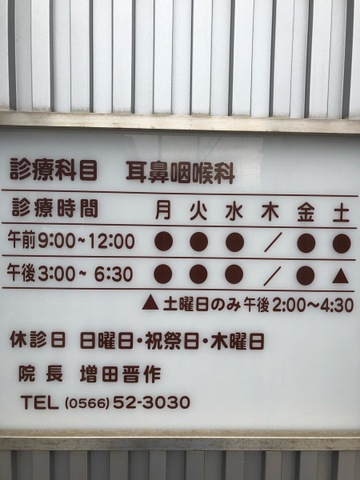 診療科目 耳鼻咽喉科
診療時間 月 火 水 木 金 土
午前9:00~12:00 ● ● ● / ● ●
午後3:00~ 6:30 ● ● ● / ● ▲
▲土曜日のみ午後2:00~4:30
休診日 日曜日・祝祭日・木曜日
院長 増田晋作
TEL (0566) 52-3030